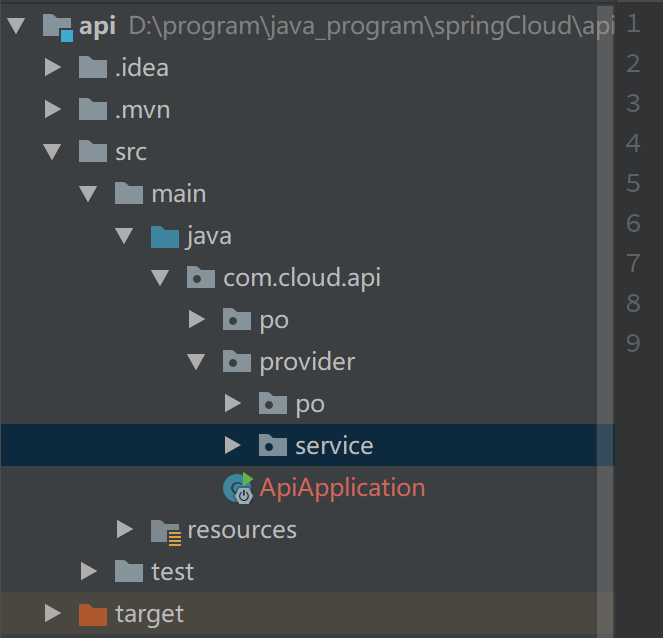 api D:\program\java_program\springCloud\api
.idea
.mvn
src
main
java
com.cloud.api
po
provider
po
service
ApiApplication
resources
test
target
1
2
3
4
5
6
7
8
9